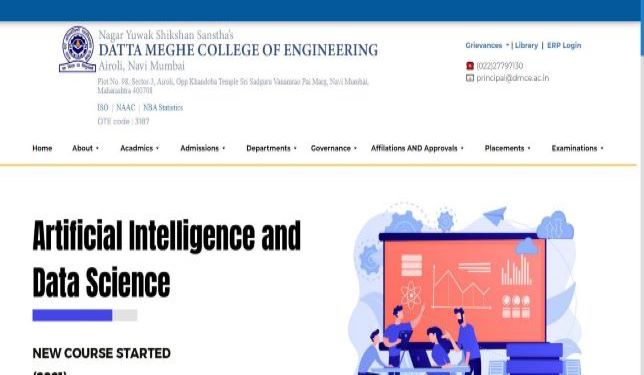 Nagar Yuwak Shikshan Sanstha's
DATTA MEGHE COLLEGE OF ENGINEERING
Airoli, Navi Mumbai
Plot No. 98, Sector-3, Airoli, Opp Khandoba Temple Sri Sadguru Vamanrao Pai Marg, Navi Mumbai,
Maharashtra 400708
ISO | NAAC | NBA Statistics
DTE code : 3187
Grievances | Library | ERP Login
(022)27797130
principal@dmce.ac.in
Home About Acadmics Admissions Departments Governance Affilations AND Approvals Placements Examinations
Artificial Intelligence and
Data Science
NEW COURSE STARTED